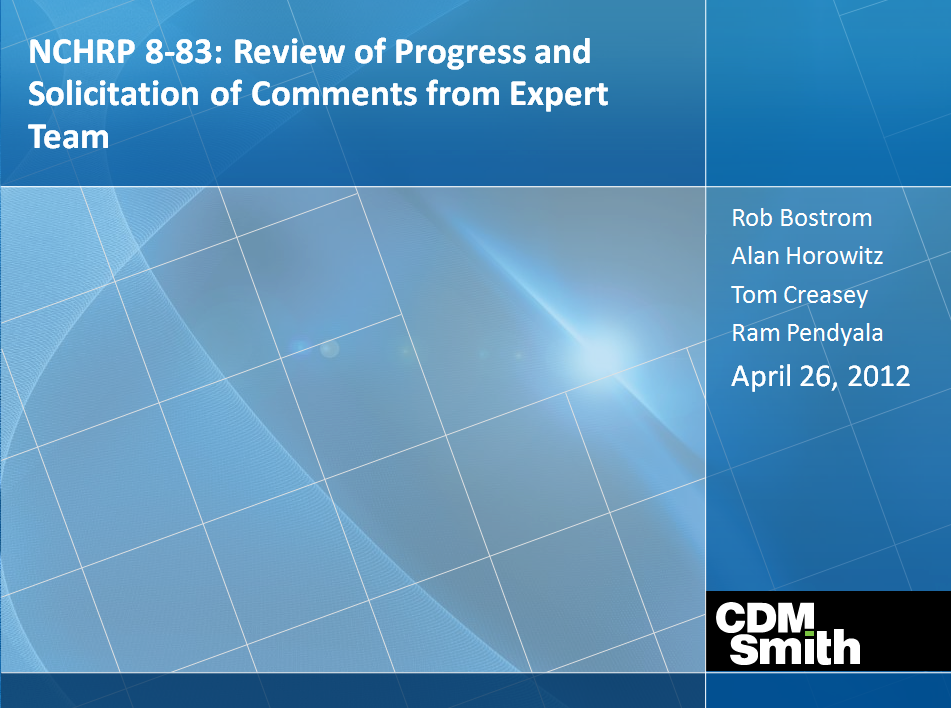 NCHRP 8-83: Review of Progress and
Solicitation of Comments from Expert
Team
Rob Bostrom
Alan Horowitz
Tom Creasey
Ram Pendyala
April 26, 2012
CDM
Smith